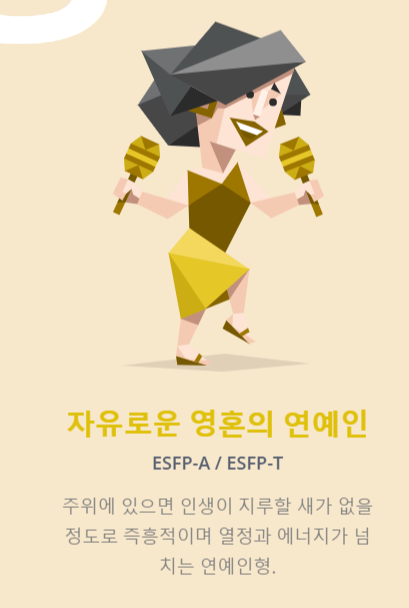 자유로운 영혼의 연예인
ESFP-A / ESFP-T
주위에 있으면 인생이 지루할 새가 없을
정도로 즉흥적이며 열정과 에너지가 넘
치는 연예인형.